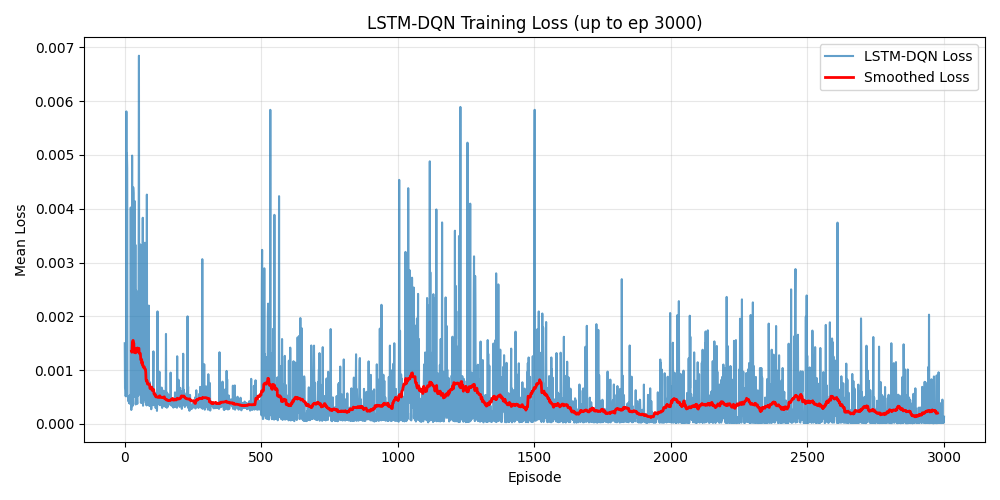 LSTM-DQN Training Loss (up to ep 3000)
LSTM-DQN Loss
Smoothed Loss
Mean Loss
0.007
0.006
0.005
0.004
0.003
0.002
0.001
0.000
0 500 1000 1500 2000 2500 3000
Episode